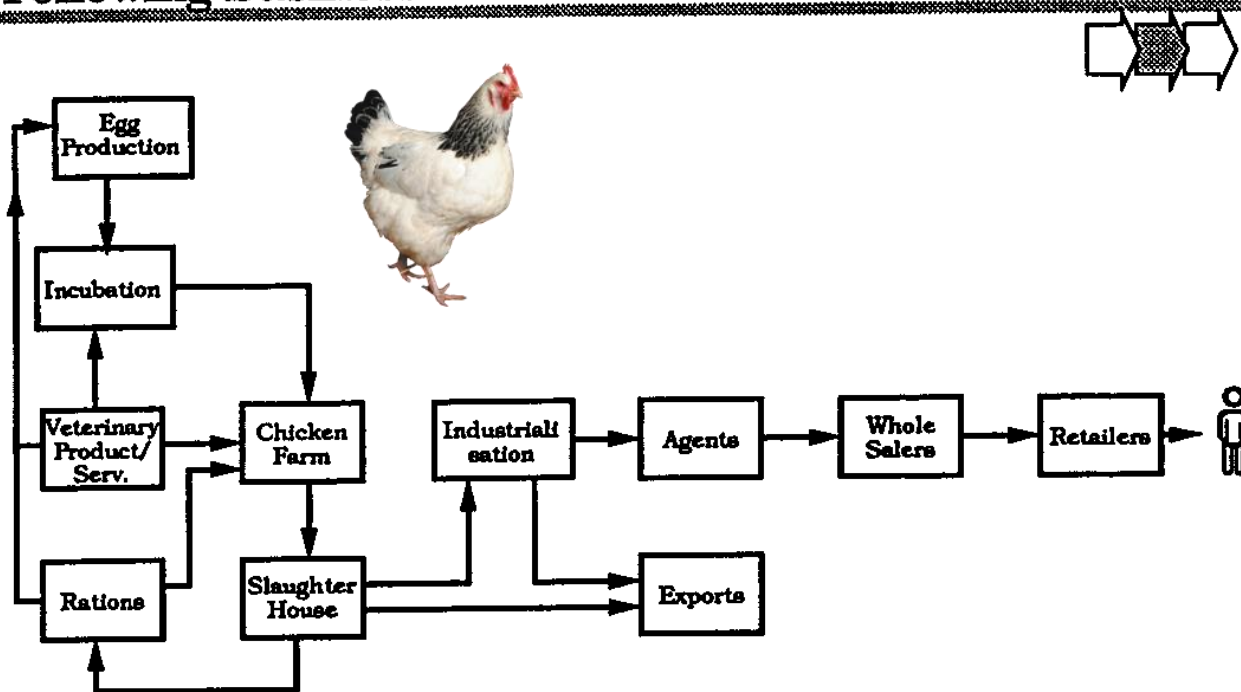 Egg
Production
Incubation
Veterinary
Product/
Serv.
Chicken
Farm
Industriali
sation
Agents
Whole
Salers
Retailers
Rations
Slaughter
House
Exports